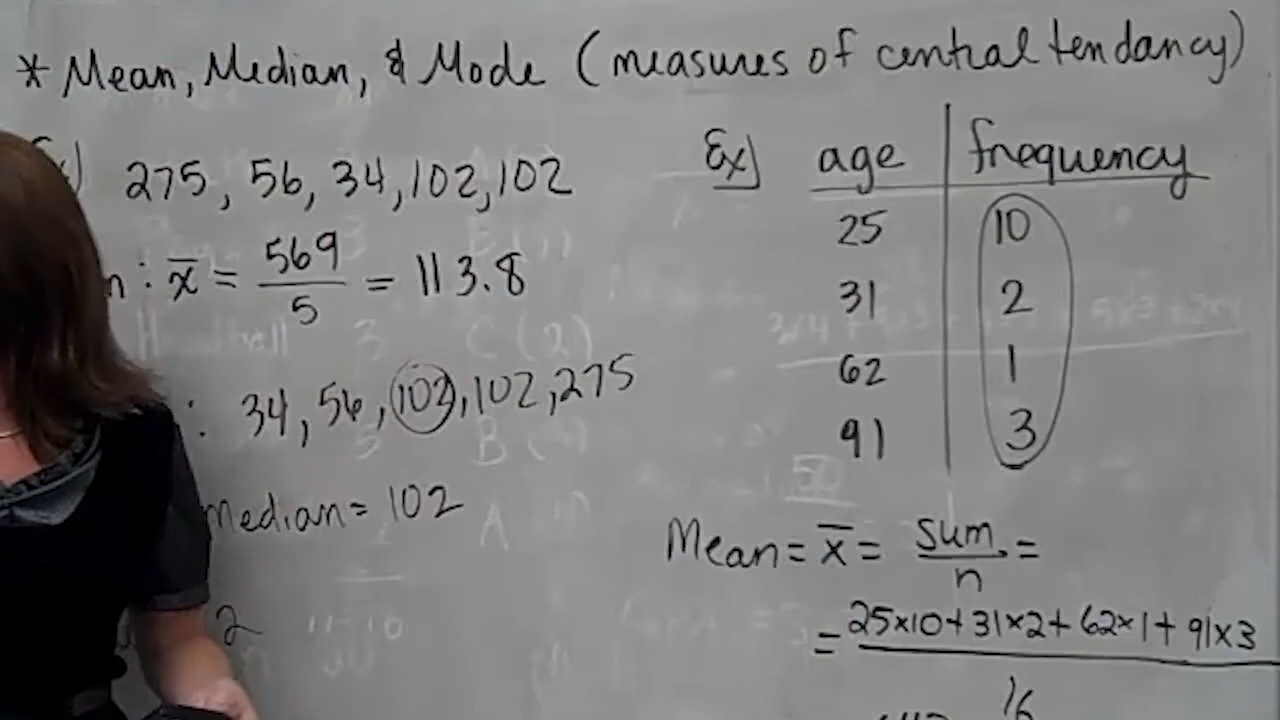 * Mean, Median, & Mode (measures of central tendancy)
275, 56, 34, 102, 102
n : x̄ = 569/5 = 113.8
: 34, 56, 102, 102, 275
median = 102
2
Ex) age | frequency
25 | 10
31 | 2
62 | 1
91 | 3
Mean = x̄ = sum/n =
= 25×10+31×2+62×1+91×3
16